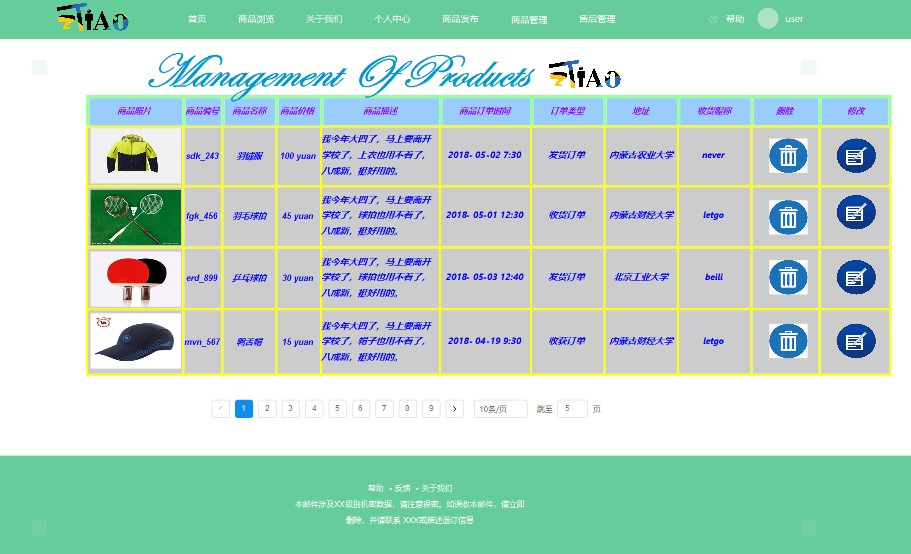 TIAO 首页 商品浏览 关于我们 个人中心 商品发布 商品管理 售后管理 帮助 user
Management Of Products TIAO
商品照片 商品编号 商品名称 商品价格 商品描述 商品订单时间 订单类型 地址 收货昵称 删除 修改
sdk_243 羽绒服 100 yuan 我今年大四了，马上要离开 2018- 05-02 7:30 发货订单 内蒙古农业大学 never
学校了，上衣也用不着了，
八成新，挺好用的。
fgk_456 羽毛球拍 45 yuan 我今年大四了，马上要离开 2018- 05-01 12:30 收货订单 内蒙古财经大学 letgo
学校了，球拍也用不着了，
八成新，挺好用的。
erd_899 乒乓球拍 30 yuan 我今年大四了，马上要离开 2018- 05-03 12:40 发货订单 北京工业大学 beili
学校了，球拍也用不着了，
八成新，挺好用的。
mvn_567 鸭舌帽 15 yuan 我今年大四了，马上要离开 2018- 04-19 9:30 收获订单 内蒙古财经大学 letgo
学校了，帽子也用不着了，
八成新，挺好用的。
1 2 3 4 5 6 7 8 9 10条/页 跳至 5 页
帮助 • 反馈 • 关于我们
本邮件涉及XX级别机密数据，请注意保密。如误收本邮件，请立即
删除，并请联系 XXX或接述退订信息